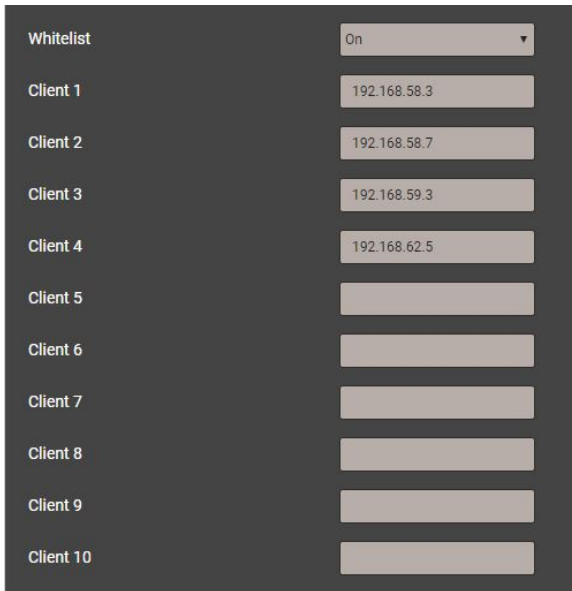 Whitelist On
Client 1 192.168.58.3
Client 2 192.168.58.7
Client 3 192.168.59.3
Client 4 192.168.62.5
Client 5
Client 6
Client 7
Client 8
Client 9
Client 10